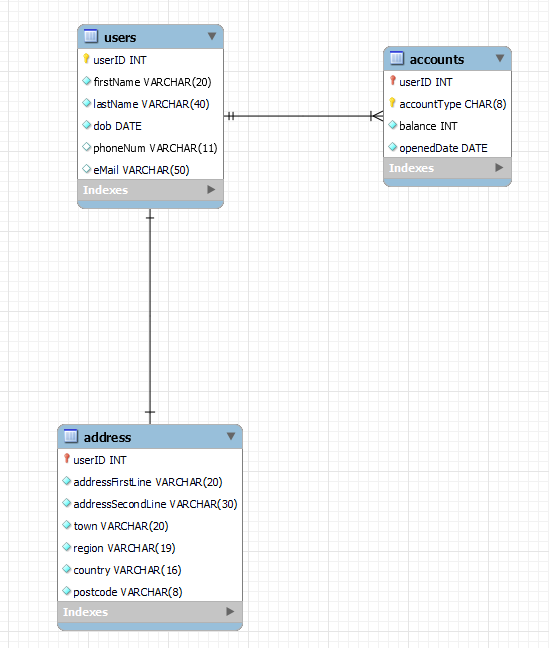 users
userID INT
firstName VARCHAR(20)
lastName VARCHAR(40)
dob DATE
phoneNum VARCHAR(11)
eMail VARCHAR(50)
Indexes
accounts
userID INT
accountType CHAR(8)
balance INT
openedDate DATE
Indexes
address
userID INT
addressFirstLine VARCHAR(20)
addressSecondLine VARCHAR(30)
town VARCHAR(20)
region VARCHAR(19)
country VARCHAR(16)
postcode VARCHAR(8)
Indexes